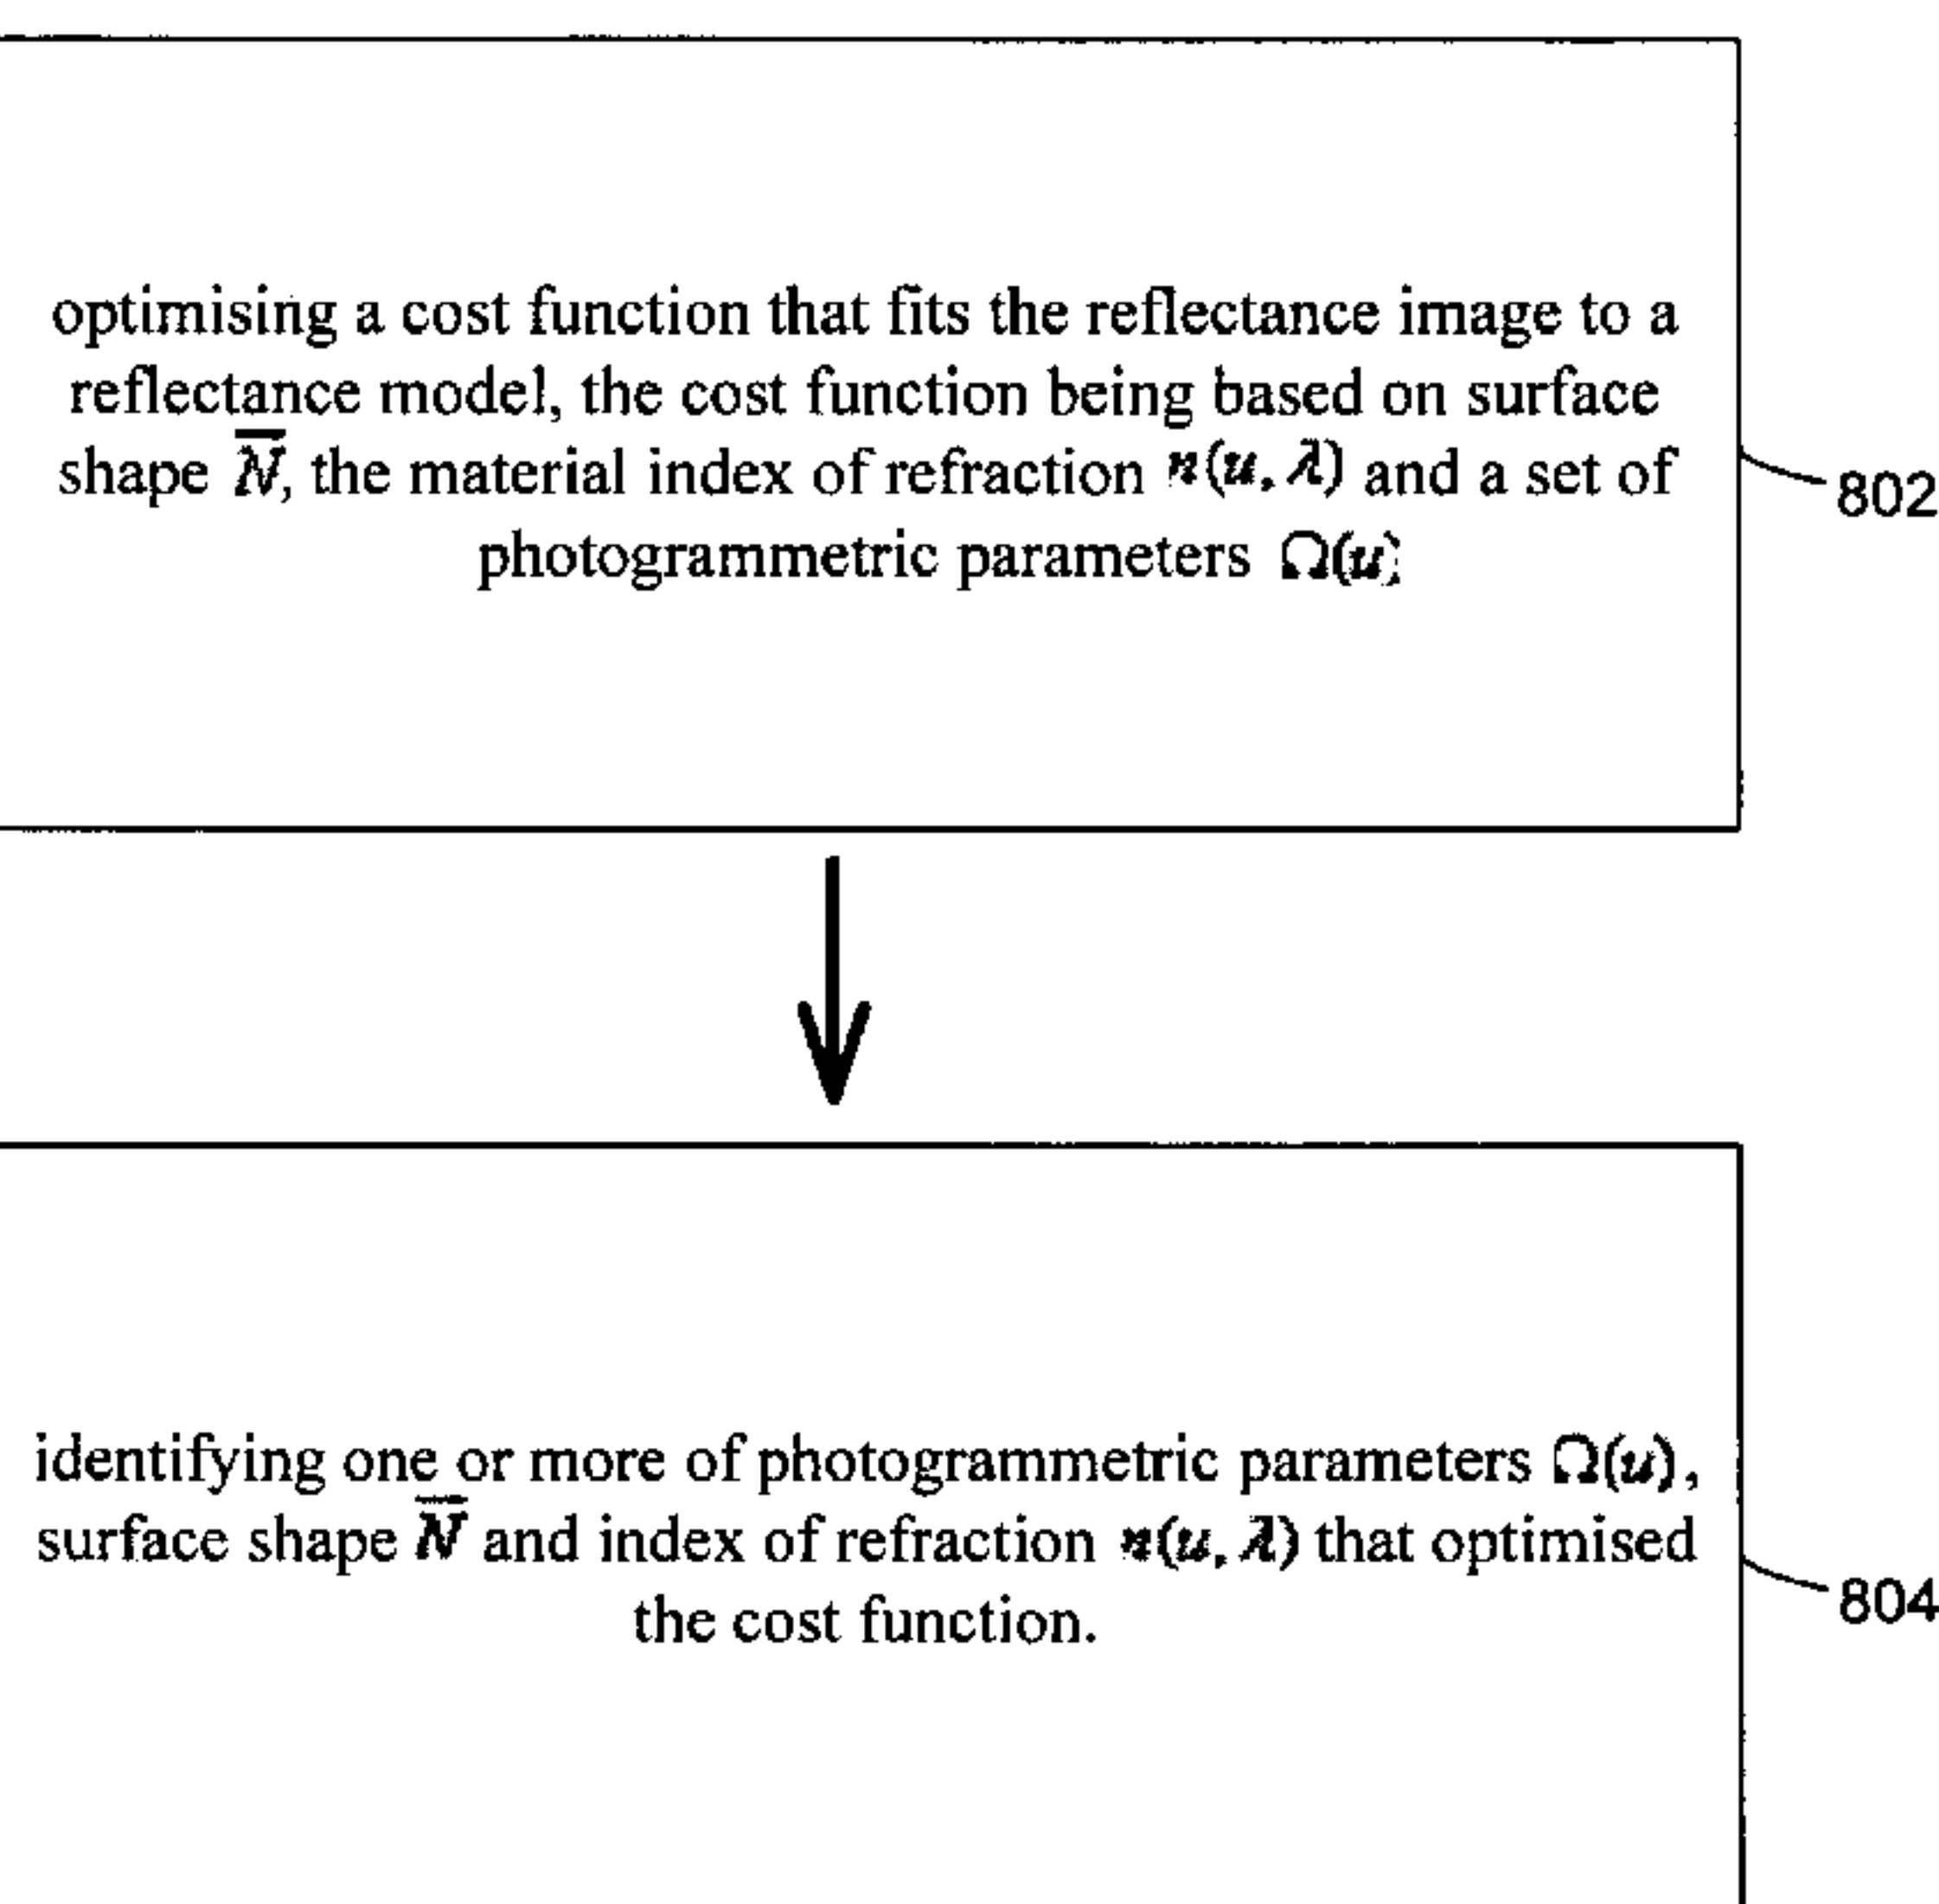 optimising a cost function that fits the reflectance image to a
reflectance model, the cost function being based on surface
shape N̅, the material index of refraction n(u, λ) and a set of
photogrammetric parameters Ω(u)
802
identifying one or more of photogrammetric parameters Ω(u),
surface shape N̅ and index of refraction n(u, λ) that optimised
the cost function.
804